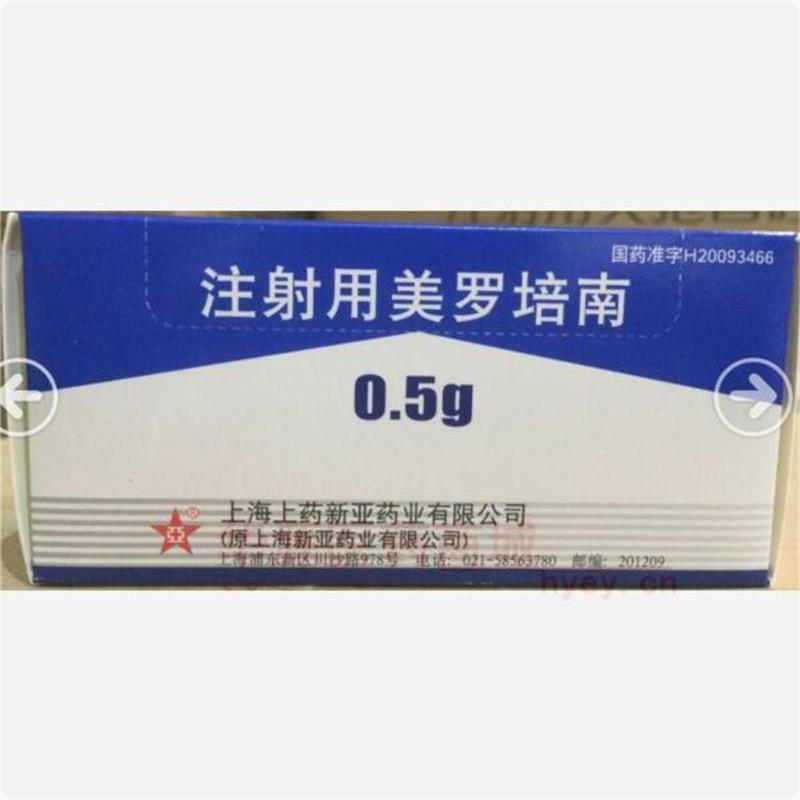 国药准字H20093466
注射用美罗培南
0.5g
亞®
上海上药新亚药业有限公司
(原上海新亚药业有限公司)
上海浦东新区川沙路978号 电话: 021-58563780 邮编: 201209
hyey.cn